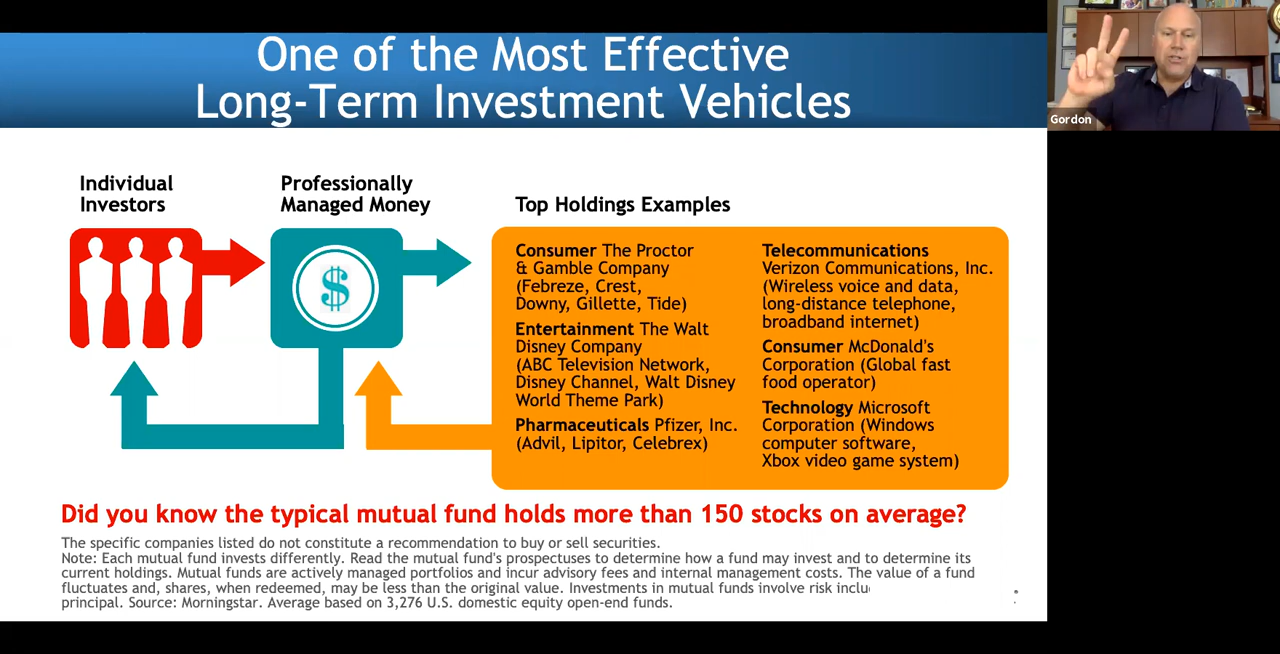 One of the Most Effective
Long-Term Investment Vehicles
Gordon
Individual
Investors
Professionally
Managed Money
Top Holdings Examples
Consumer The Proctor
& Gamble Company
(Febreze, Crest,
Downy, Gillette, Tide)
Entertainment The Walt
Disney Company
(ABC Television Network,
Disney Channel, Walt Disney
World Theme Park)
Pharmaceuticals Pfizer, Inc.
(Advil, Lipitor, Celebrex)
Telecommunications
Verizon Communications, Inc.
(Wireless voice and data,
long-distance telephone,
broadband internet)
Consumer McDonald's
Corporation (Global fast
food operator)
Technology Microsoft
Corporation (Windows
computer software,
Xbox video game system)
$
Did you know the typical mutual fund holds more than 150 stocks on average?
The specific companies listed do not constitute a recommendation to buy or sell securities.
Note: Each mutual fund invests differently. Read the mutual fund's prospectuses to determine how a fund may invest and to determine its
current holdings. Mutual funds are actively managed portfolios and incur advisory fees and internal management costs. The value of a fund
fluctuates and, shares, when redeemed, may be less than the original value. Investments in mutual funds involve risk inclu
principal. Source: Morningstar. Average based on 3,276 U.S. domestic equity open-end funds.